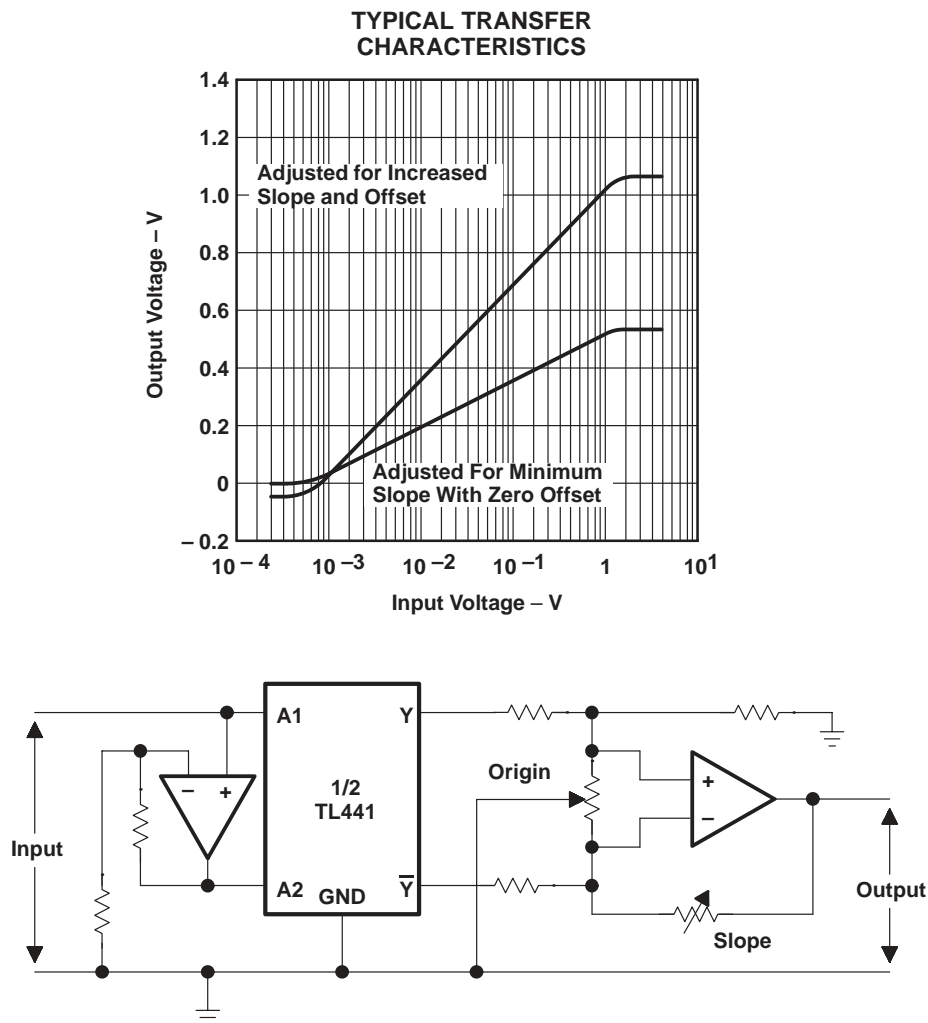 TYPICAL TRANSFER
CHARACTERISTICS
Output Voltage – V
1.4
1.2
1.0
0.8
0.6
0.4
0.2
0
– 0.2
Adjusted for Increased
Slope and Offset
Adjusted For Minimum
Slope With Zero Offset
10 – 4
10 –3
10 –2
10 –1
1
101
Input Voltage – V
A1
Y
–
+
1/2
TL441
Origin
+
–
Input
A2
GND
Y
Output
Slope